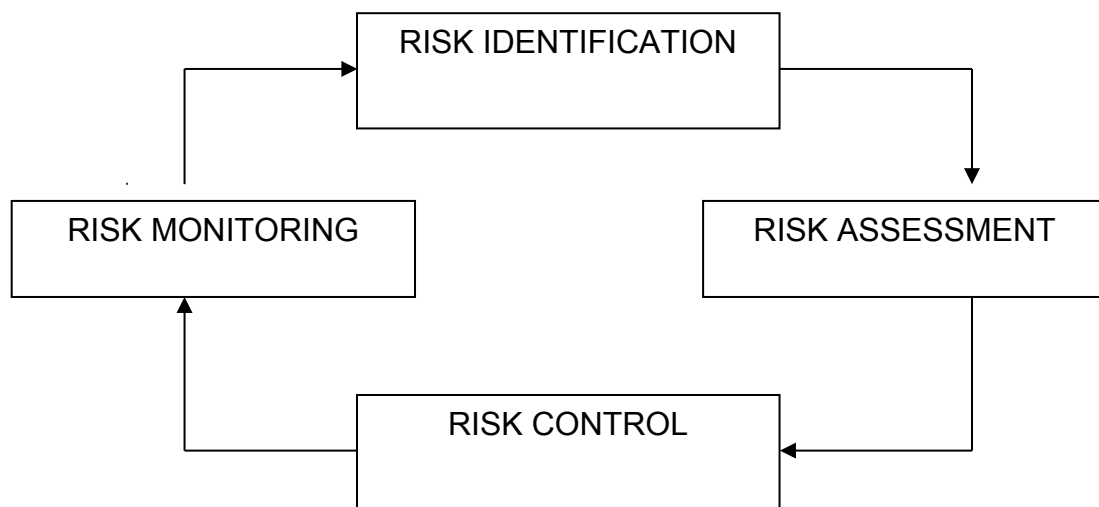 RISK IDENTIFICATION
RISK MONITORING
RISK ASSESSMENT
RISK CONTROL